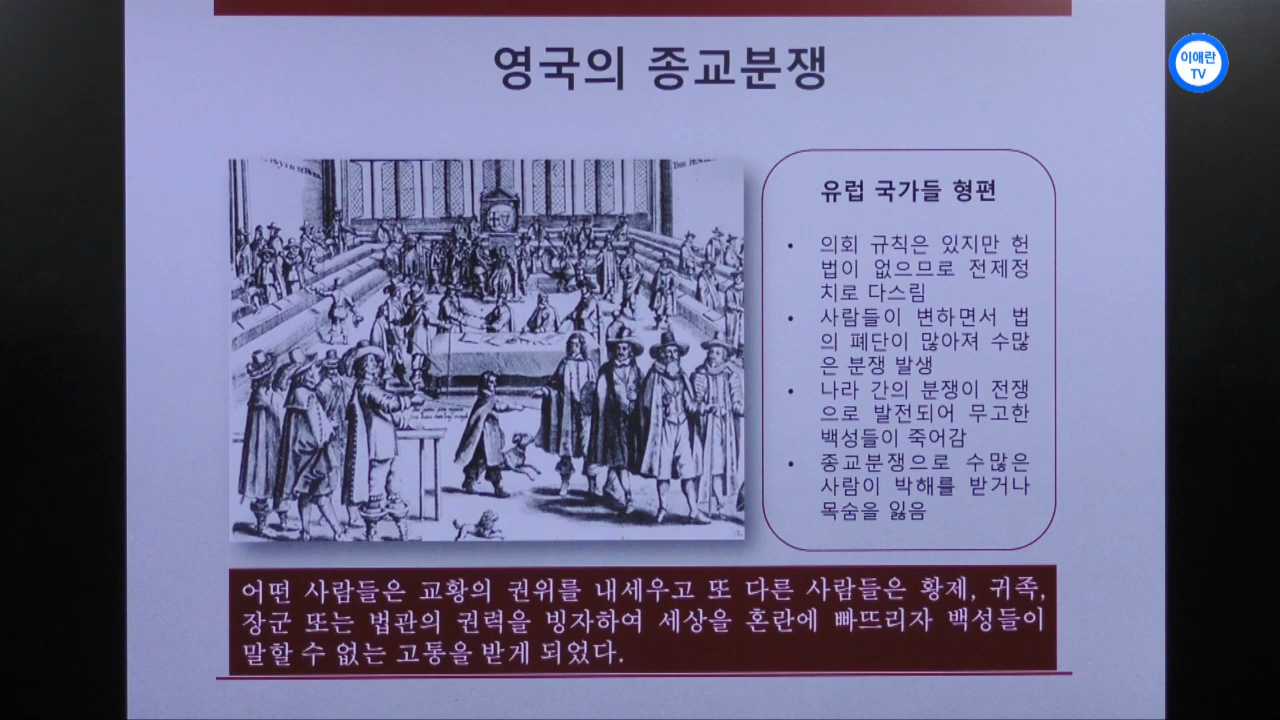 영국의 종교분쟁
이애란
TV
유럽 국가들 형편
• 의회 규칙은 있지만 헌
법이 없으므로 전제정
치로 다스림
• 사람들이 변하면서 법
의 폐단이 많아져 수많
은 분쟁 발생
• 나라 간의 분쟁이 전쟁
으로 발전되어 무고한
백성들이 죽어감
• 종교분쟁으로 수많은
사람이 박해를 받거나
목숨을 잃음
어떤 사람들은 교황의 권위를 내세우고 또 다른 사람들은 황제, 귀족,
장군 또는 법관의 권력을 빙자하여 세상을 혼란에 빠뜨리자 백성들이
말할 수 없는 고통을 받게 되었다.